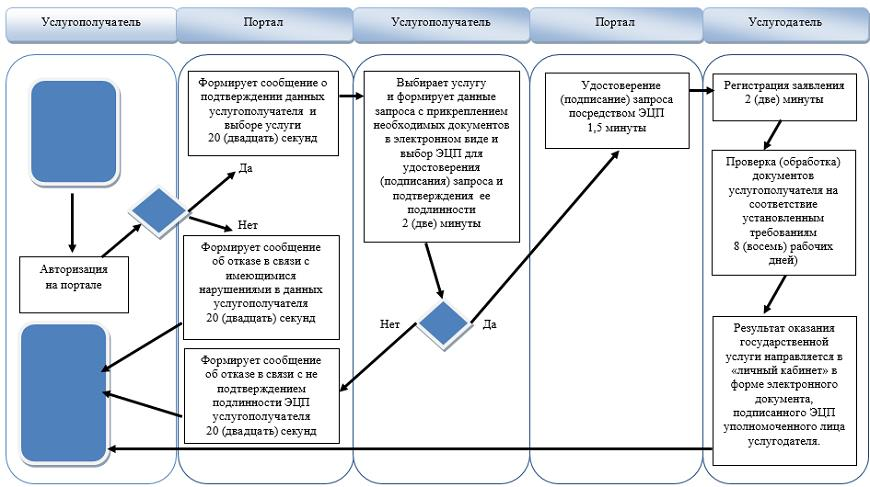 Услугополучатель
Портал
Услугополучатель
Портал
Услугодатель
Авторизация
на портале
Формирует сообщение о
подтверждении данных
услугополучателя и
выборе услуги
20 (двадцать) секунд
Да
Нет
Формирует сообщение
об отказе в связи с
имеющимися
нарушениями в данных
услугополучателя
20 (двадцать) секунд
Формирует сообщение
об отказе в связи с не
подтверждением
подлинности ЭЦП
услугополучателя
20 (двадцать) секунд
Выбирает услугу
и формирует данные
запроса с прикреплением
необходимых документов
в электронном виде и
выбор ЭЦП для
удостоверения
(подписания) запроса и
подтверждения ее
подлинности
2 (две) минуты
Нет
Да
Удостоверение
(подписание) запроса
посредством ЭЦП
1,5 минуты
Регистрация заявления
2 (две) минуты
Проверка (обработка)
документов
услугополучателя на
соответствие
установленным
требованиям
8 (восемь) рабочих
дней)
Результат оказания
государственной
услуги направляется в
«личный кабинет» в
форме электронного
документа,
подписанного ЭЦП
уполномоченного лица
услугодателя.